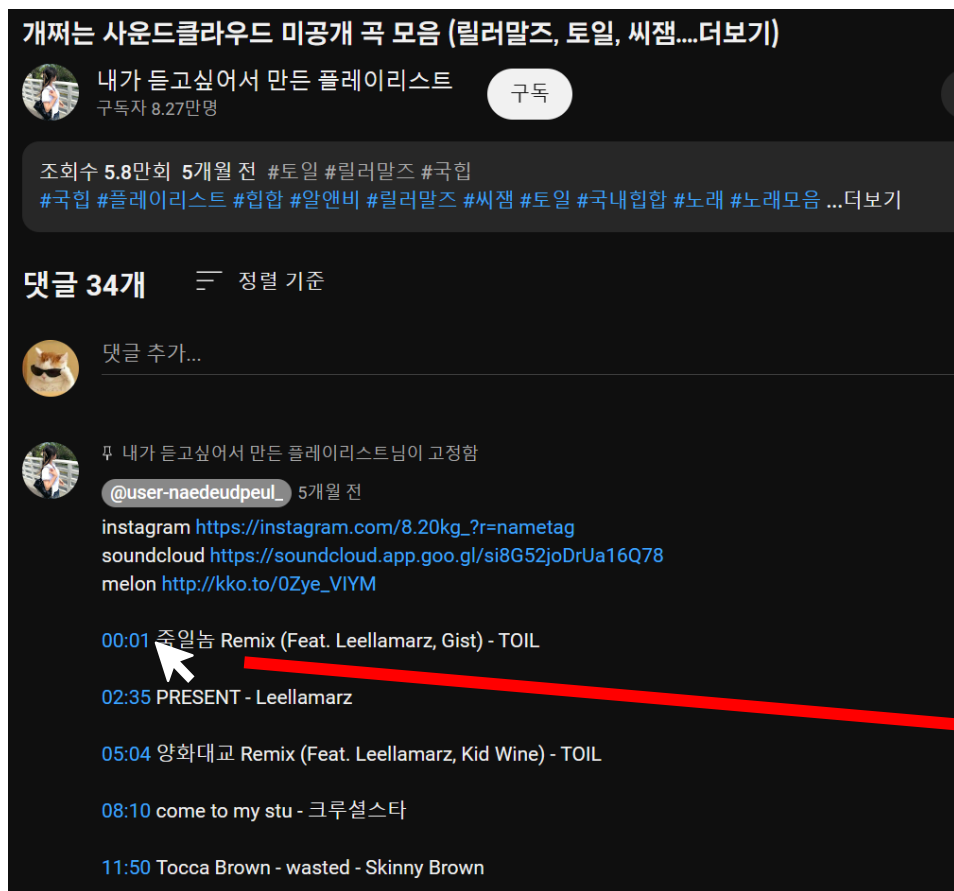 개쩌는 사운드클라우드 미공개 곡 모음 (릴러말즈, 토일, 씨잼....더보기)
내가 듣고싶어서 만든 플레이리스트
구독자 8.27만명
구독
조회수 5.8만회 5개월 전 #토일 #릴러말즈 #국힙
#국힙 #플레이리스트 #힙합 #알앤비 #릴러말즈 #씨잼 #토일 #국내힙합 #노래 #노래모음 ...더보기
댓글 34개
정렬 기준
댓글 추가...
내가 듣고싶어서 만든 플레이리스트님이 고정함
@user-naedeudpeul_ 5개월 전
instagram https://instagram.com/8.20kg_?r=nametag
soundcloud https://soundcloud.app.goo.gl/si8G52joDrUa16Q78
melon http://kko.to/0Zye_VIYM
00:01 죽일놈 Remix (Feat. Leellamarz, Gist) - TOIL
02:35 PRESENT - Leellamarz
05:04 양화대교 Remix (Feat. Leellamarz, Kid Wine) - TOIL
08:10 come to my stu - 크루셜스타
11:50 Tocca Brown - wasted - Skinny Brown